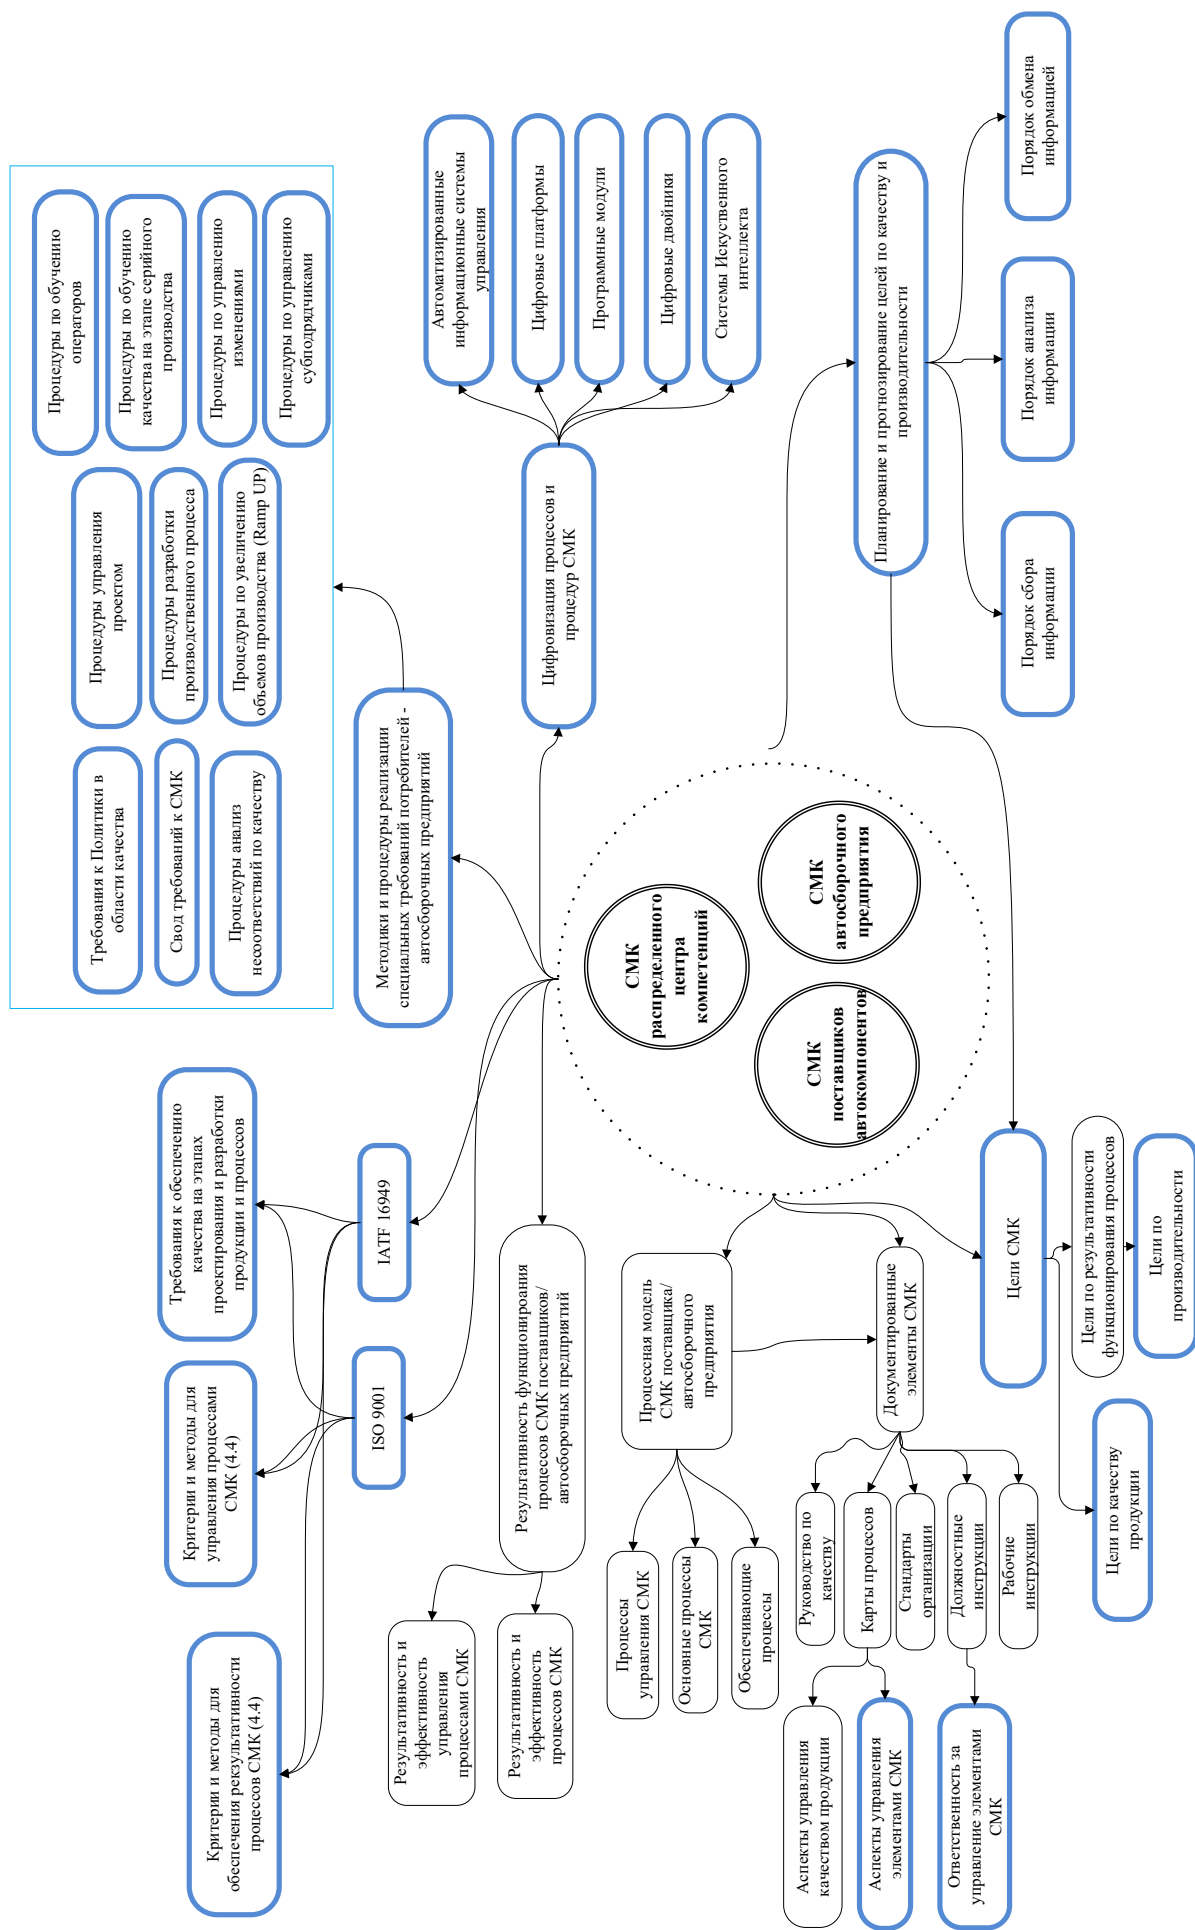 Критерии и методы для
обеспечения рекзультативности
процессов СМК (4.4)
Критерии и методы для
управления процессами
СМК (4.4)
Требования к обеспечению
качества на этапах
проектирования и разработки
продукции и процессов
ISO 9001
IATF 16949
Требования к Политики в
области качества
Свод требований к СМК
Процедуры анализ
несоответствий по качеству
Процедуры управления
проектом
Процедуры разработки
производственного процесса
Процедуры по увеличению
объемов производства (Ramp UP)
Процедуры по обучению
операторов
Процедуры по обучению
качества на этапе серийного
производства
Процедуры по управлению
изменениями
Процедуры по управлению
субподрядчиками
Методики и процедуры реализации
специальных требований потребителей -
автосборочных предприятий
Результативность и
эффективность
управления
процессами СМК
Результативность и
эффективность
процессов СМК
Результативность функционироания
процессов СМК поставщиков/
автосборочных предприятий
Цифровизация процессов и
процедур СМК
Автоматизированные
информационные системы
управления
Цифровые платформы
Программные модули
Цифровые двойники
Системы Искуственного
интеллекта
СМК
распределенного
центра
компетенций
СМК
поставщиков
автокомпонентов
СМК
автосборочного
предприятия
Процессы
управления СМК
Основные процессы
СМК
Обеспечивающие
процессы
Процессная модель
СМК поставщика/
автосборочного
предприятия
Документированные
элементы СМК
Руководство по
качеству
Карты процессов
Стандарты
организации
Должностные
инструкции
Рабочие
инструкции
Аспекты управления
качеством продукции
Аспекты управления
элементами СМК
Ответственность за
управление элементами
СМК
Цели СМК
Цели по качеству
продукции
Цели по результативности
функционирования процессов
Цели по
производительности
Планирование и прогнозирование целей по качеству и
производительности
Порядок сбора
информации
Порядок анализа
информации
Порядок обмена
информацией